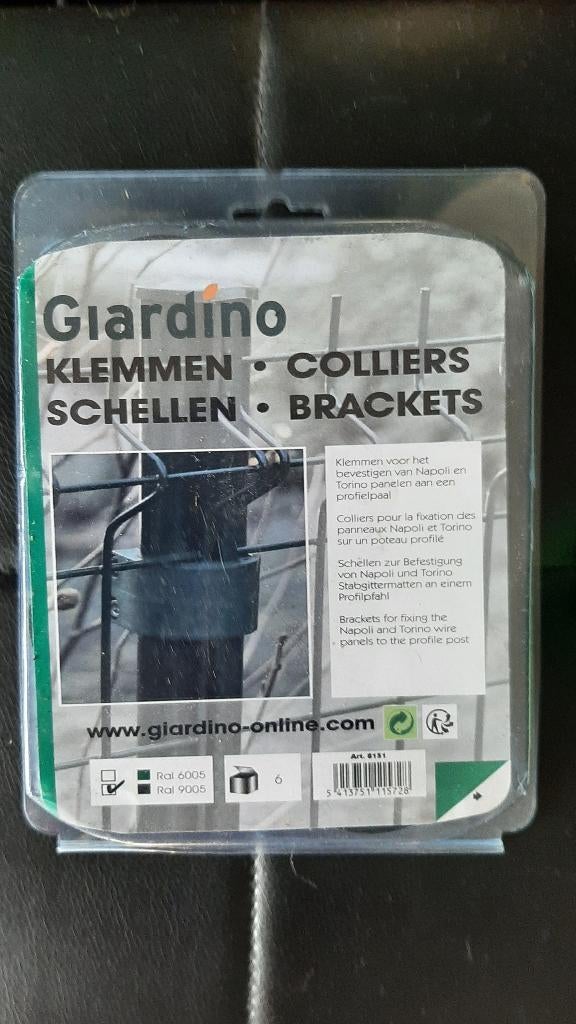 Giardino
KLEMMEN • COLLIERS
SCHELLEN • BRACKETS
Klemmen voor het
bevestigen van Napoli en
Torino panelen aan een
profielpaal
Colliers pour la fixation des
panneaux Napoli et Torino
sur un poteau profilé
Schellen zur Befestigung
von Napoli und Torino
Stabgittermatten an einem
Profilpfahl
Brackets for fixing the
Napoli and Torino wire
panels to the profile post
www.giardino-online.com
Ral 6005
Ral 9005
6
Art. 8151
5 413751 115728